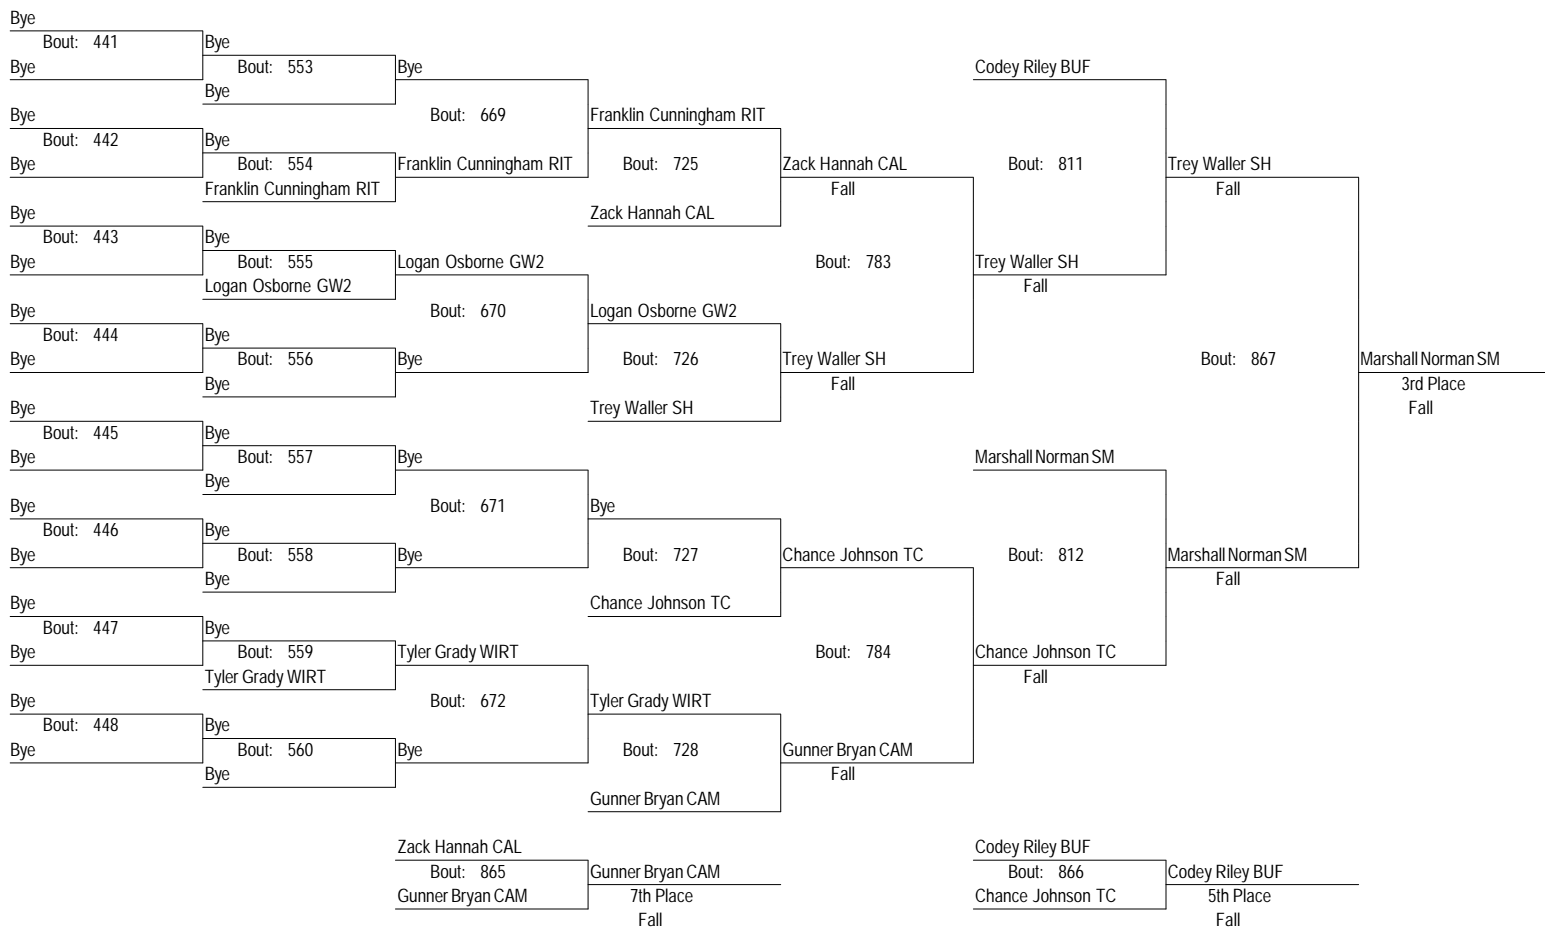 Bye
Bout: 441 Bye
Bye Bout: 553 Bye Codey Riley BUF
Bye
Bye Bout: 669 Franklin Cunningham RIT
Bout: 442 Bye
Bye Bout: 554 Franklin Cunningham RIT Bout: 725 Zack Hannah CAL Bout: 811 Trey Waller SH
Franklin Cunningham RIT Fall Fall
Bye Zack Hannah CAL
Bout: 443 Bye
Bye Bout: 555 Logan Osborne GW2 Bout: 783 Trey Waller SH
Logan Osborne GW2 Fall
Bye Bout: 670 Logan Osborne GW2
Bout: 444 Bye
Bye Bout: 556 Bye Bout: 726 Trey Waller SH Bout: 867 Marshall Norman SM
Bye Fall 3rd Place
Bye Trey Waller SH Fall
Bout: 445 Bye
Bye Bout: 557 Bye Marshall Norman SM
Bye
Bye Bout: 671 Bye
Bout: 446 Bye
Bye Bout: 558 Bye Bout: 727 Chance Johnson TC Bout: 812 Marshall Norman SM
Bye Fall
Bye Chance Johnson TC
Bout: 447 Bye
Bye Bout: 559 Tyler Grady WIRT Bout: 784 Chance Johnson TC
Tyler Grady WIRT Fall
Bye Bout: 672 Tyler Grady WIRT
Bout: 448 Bye
Bye Bout: 560 Bye Bout: 728 Gunner Bryan CAM
Bye Fall
Gunner Bryan CAM
Zack Hannah CAL Codey Riley BUF
Bout: 865 Gunner Bryan CAM Bout: 866 Codey Riley BUF
Gunner Bryan CAM 7th Place Chance Johnson TC 5th Place
Fall Fall